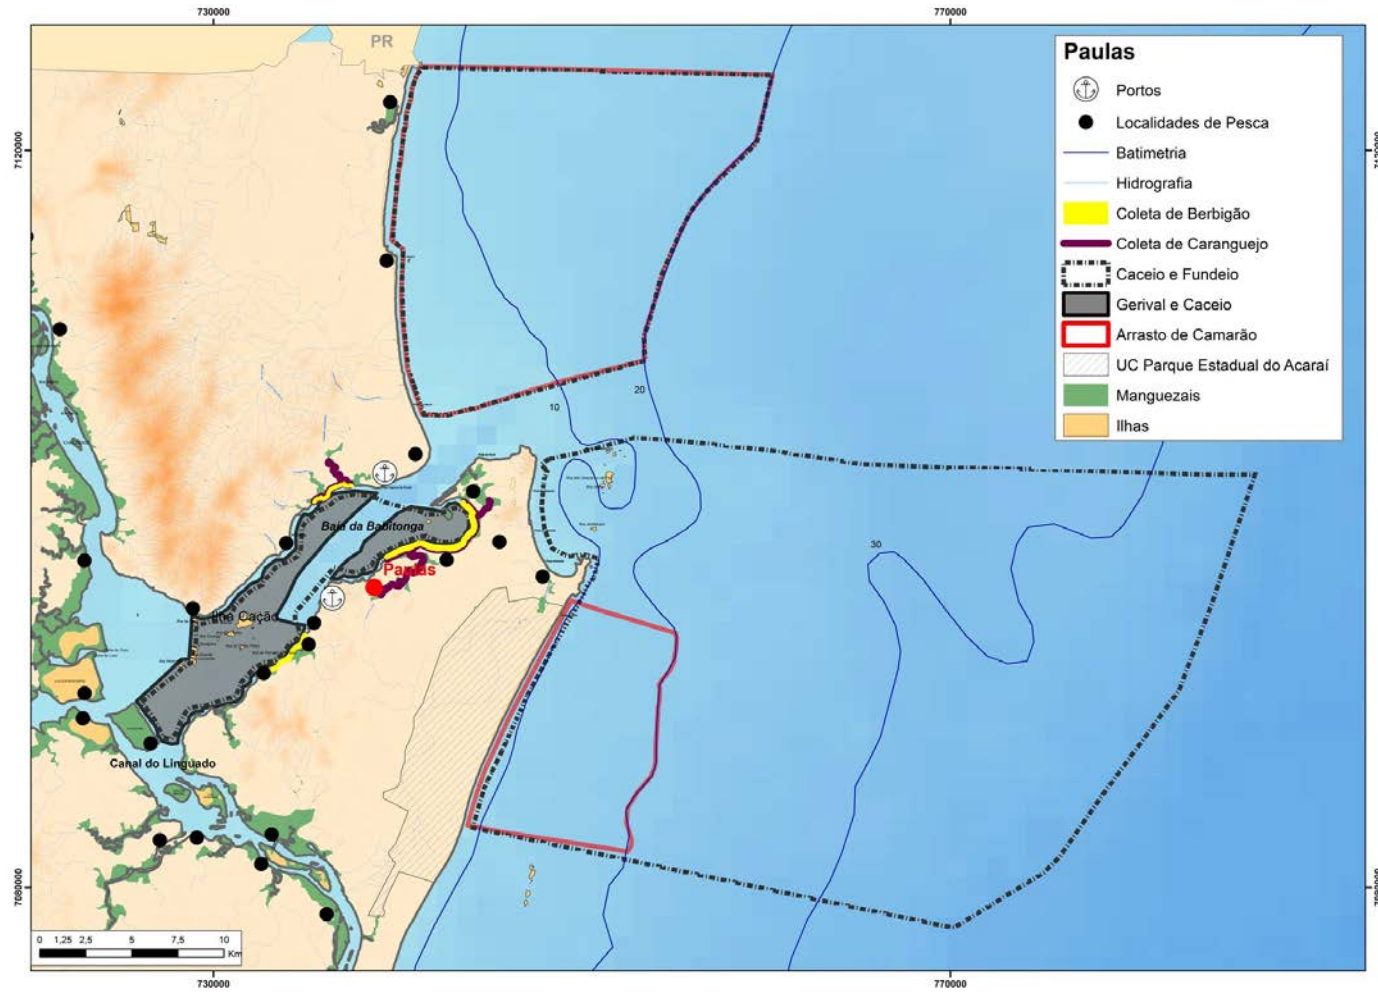 730000
770000
PR
Paulas
Portos
Localidades de Pesca
Batimetria
Hidrografia
Coleta de Berbigão
Coleta de Caranguejo
Caceio e Fundeio
Gerival e Caceio
Arrasto de Camarão
UC Parque Estadual do Acaraí
Manguezais
Ilhas
7120000
10
20
30
Baía da Babitonga
Paulas
Ilha Cação
Canal do Linguado
7080000
7080000
0 1,25 2,5 5 7,5 10
Km
730000
770000